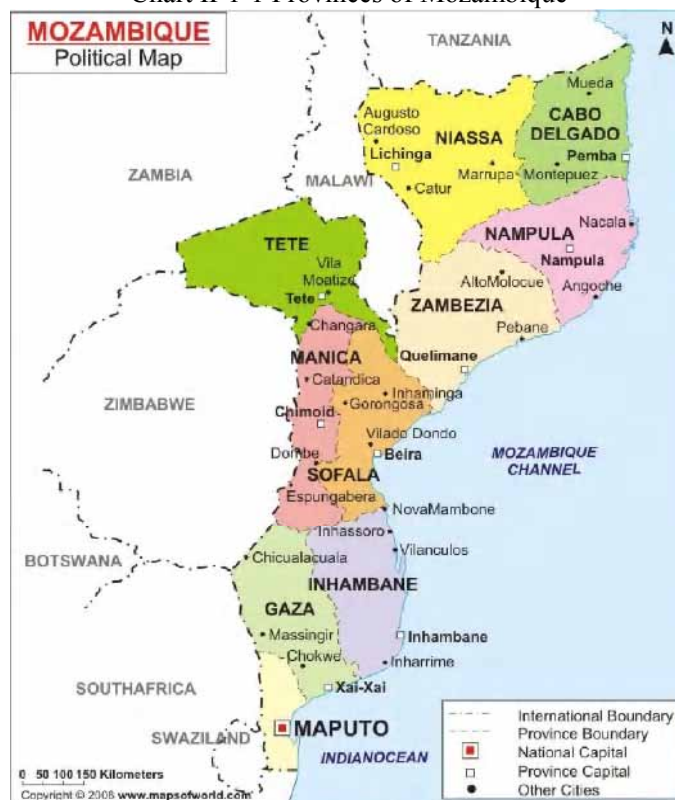 Chart II-1-1 Provinces of Mozambique
MOZAMBIQUE
Political Map
N
TANZANIA
Mueda
CABO
DELGADO
Augusto
Cardoso
NIASSA
Lichinga
Pemba
Marrupa
Montepuez
ZAMBIA
MALAWI
Catur
Nacala
NAMPULA
TETE
Nampula
Vila
Moatize
AltoMolocue
Angoche
Tete
ZAMBEZIA
Changara
Pebane
MANICA
Quelimane
Catandica
Inhaminga
ZIMBABWE
Gorongosa
Chimoid
Vilado Dondo
MOZAMBIQUE
CHANNEL
Dombe
Beira
SOFALA
Espungabera
NovaMambone
Inhassoro
BOTSWANA
Chicualacuala
Vilanculos
INHAMBANE
GAZA
Massingir
Inhambane
Chokwe
Inharrime
SOUTHAFRICA
Xai-Xai
SWAZILAND
MAPUTO
INDIANOCEAN
International Boundary
Province Boundary
National Capital
Province Capital
Other Cities
0 50 100 150 Kilometers
Copyright © 2008 www.mapsofworld.com